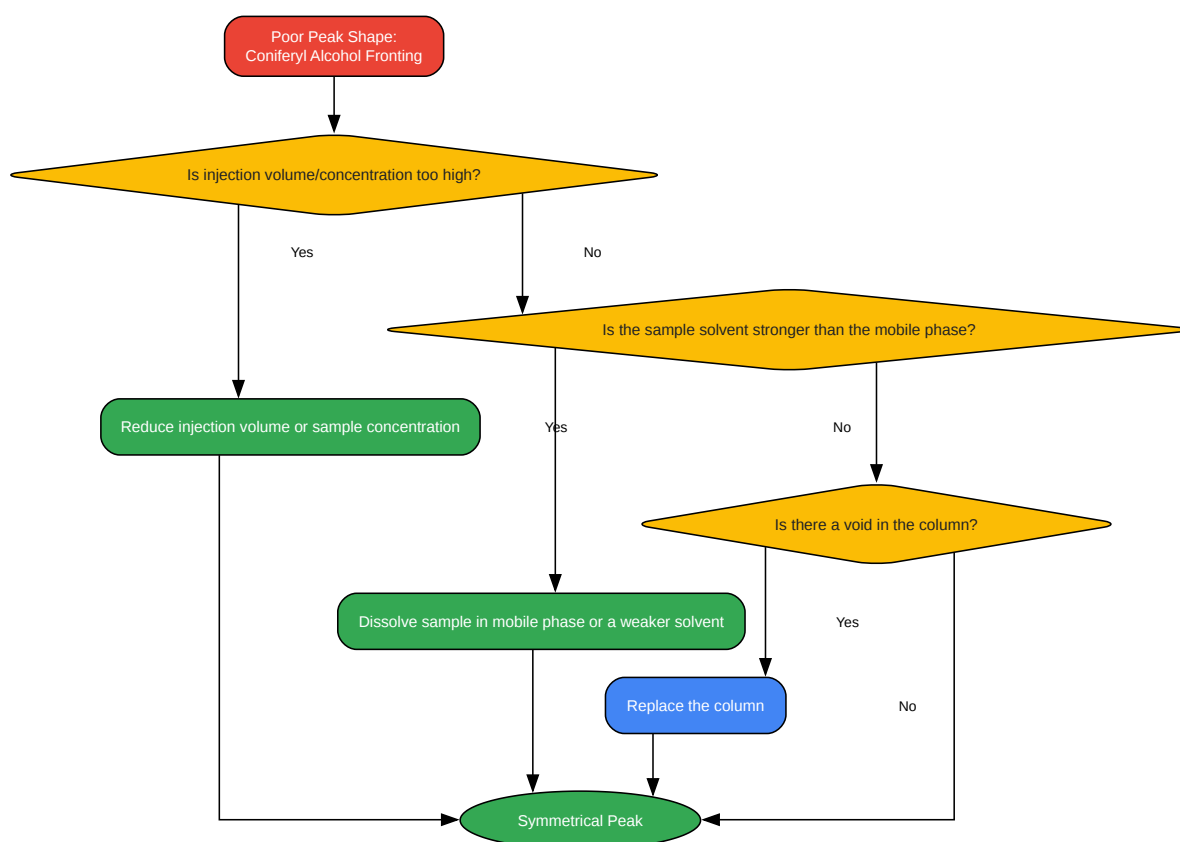 Poor Peak Shape:
Coniferyl Alcohol Fronting
Is injection volume/concentration too high?
Yes
No
Is the sample solvent stronger than the mobile phase?
Reduce injection volume or sample concentration
Yes
No
Is there a void in the column?
Dissolve sample in mobile phase or a weaker solvent
Yes
Replace the column
No
Symmetrical Peak